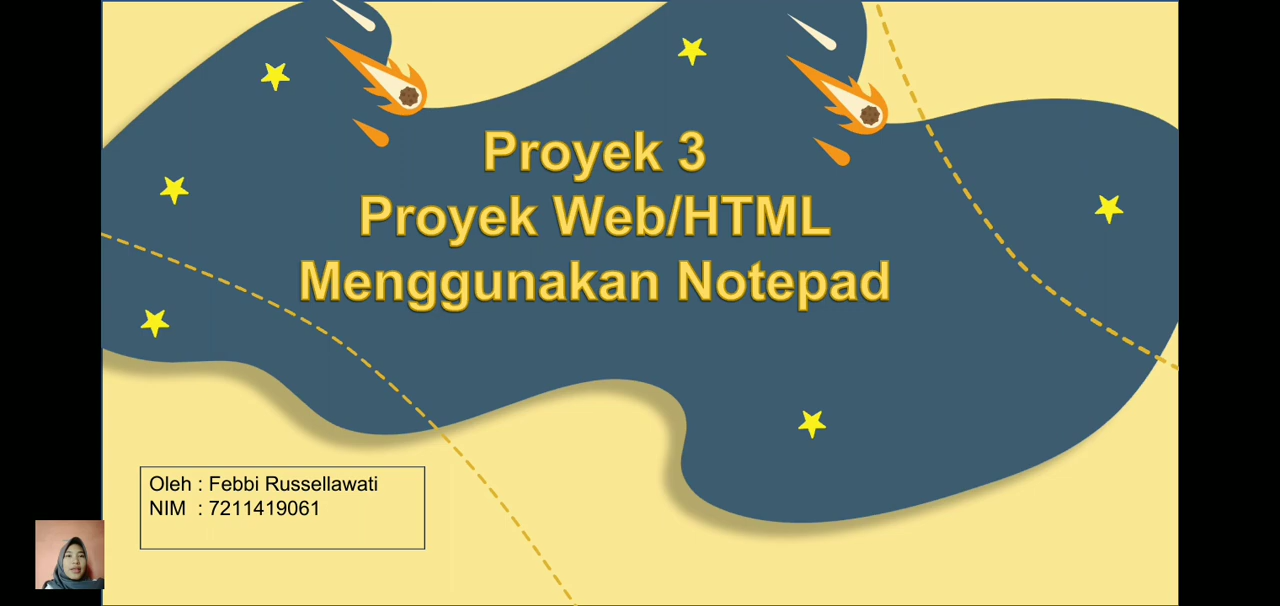 Proyek 3
Proyek Web/HTML
Menggunakan Notepad
Oleh : Febbi Russellawati
NIM : 7211419061